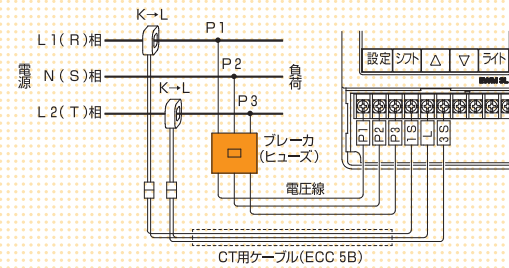 K→L
P1
L1(R)相
P2
電源
N(S)相
負荷
K→L
P3
L2(T)相
ブレーカ
(ヒューズ)
電圧線
CT用ケーブル(ECC 5B)
設定 シフト △ ▽ ライト
P1 P2 P3 1S L 3S